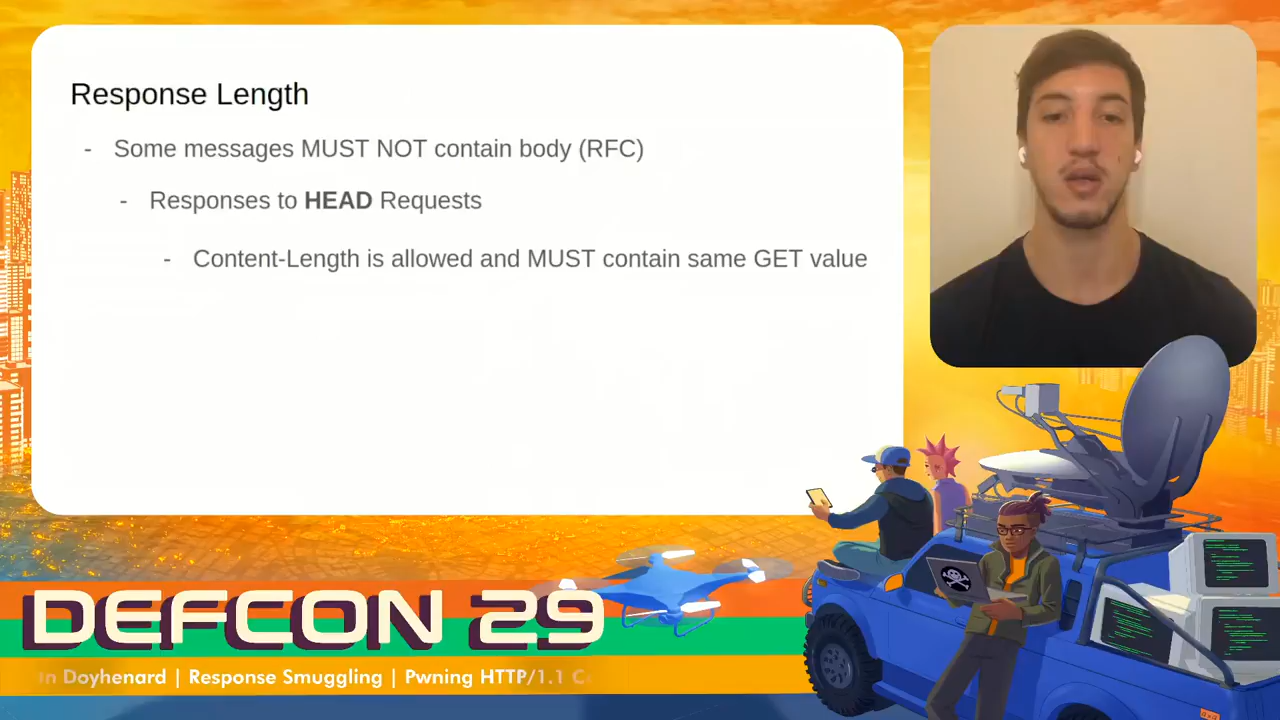 Response Length
- Some messages MUST NOT contain body (RFC)
- Responses to HEAD Requests
- Content-Length is allowed and MUST contain same GET value
DEFCON 29
In Doyhenard | Response Smuggling | Pwning HTTP/1.1